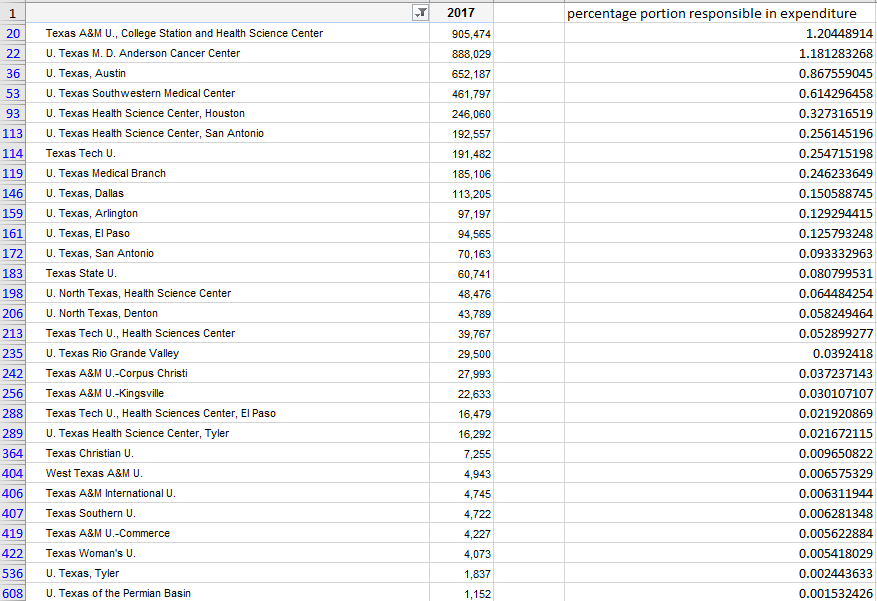 1 2017 percentage portion responsible in expenditure
20 Texas A&M U., College Station and Health Science Center 905,474 1.20448914
22 U. Texas M. D. Anderson Cancer Center 888,029 1.181283268
36 U. Texas, Austin 652,187 0.867559045
53 U. Texas Southwestern Medical Center 461,797 0.614296458
93 U. Texas Health Science Center, Houston 246,060 0.327316519
113 U. Texas Health Science Center, San Antonio 192,557 0.256145196
114 Texas Tech U. 191,482 0.254715198
119 U. Texas Medical Branch 185,106 0.246233649
146 U. Texas, Dallas 113,205 0.150588745
159 U. Texas, Arlington 97,197 0.129294415
161 U. Texas, El Paso 94,565 0.125793248
172 U. Texas, San Antonio 70,163 0.093332963
183 Texas State U. 60,741 0.080799531
198 U. North Texas, Health Science Center 48,476 0.064484254
206 U. North Texas, Denton 43,789 0.058249464
213 Texas Tech U., Health Sciences Center 39,767 0.052899277
235 U. Texas Rio Grande Valley 29,500 0.0392418
242 Texas A&M U.-Corpus Christi 27,993 0.037237143
256 Texas A&M U.-Kingsville 22,633 0.030107107
288 Texas Tech U., Health Sciences Center, El Paso 16,479 0.021920869
289 U. Texas Health Science Center, Tyler 16,292 0.021672115
364 Texas Christian U. 7,255 0.009650822
404 West Texas A&M U. 4,943 0.006575329
406 Texas A&M International U. 4,745 0.006311944
407 Texas Southern U. 4,722 0.006281348
419 Texas A&M U.-Commerce 4,227 0.005622884
422 Texas Woman's U. 4,073 0.005418029
536 U. Texas, Tyler 1,837 0.002443633
608 U. Texas of the Permian Basin 1,152 0.001532426